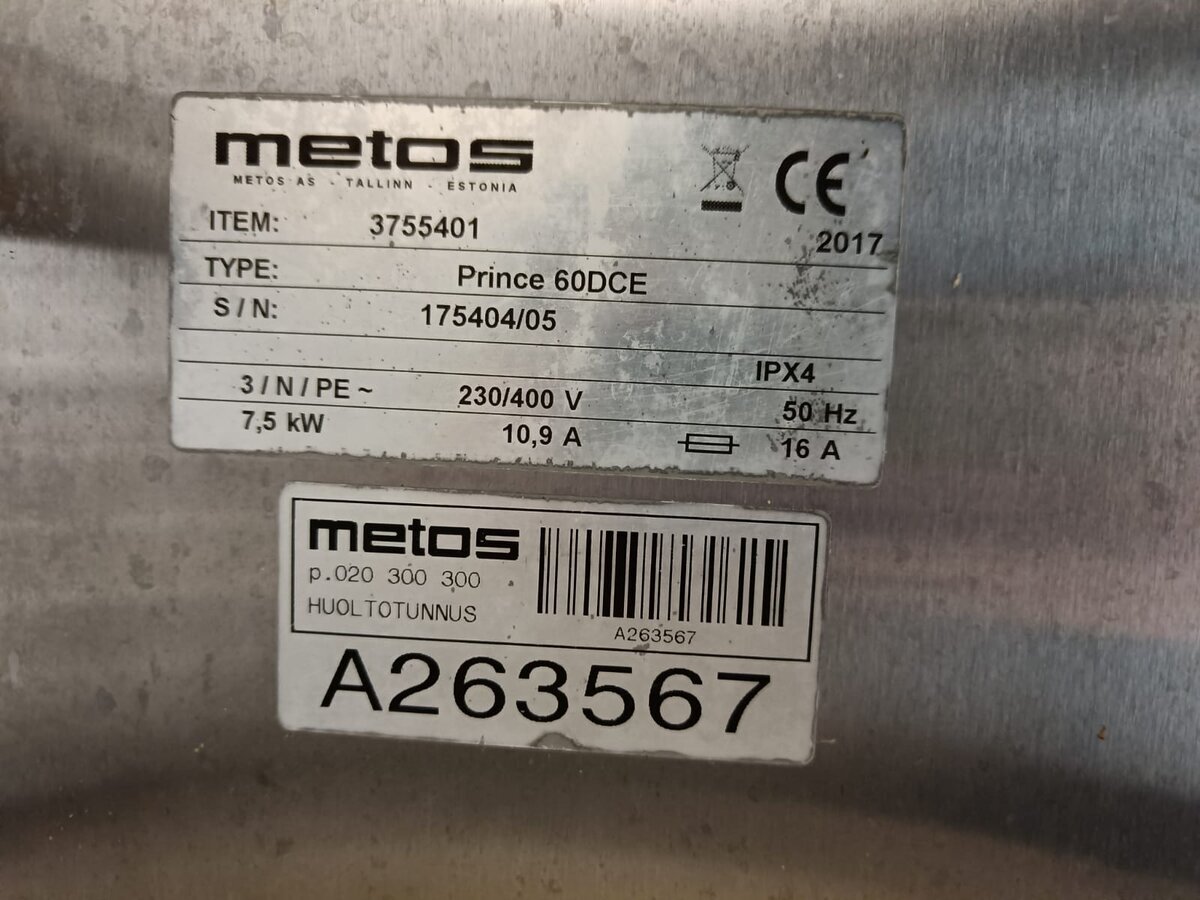 metos
METOS AS - TALLINN - ESTONIA
CE
ITEM: 3755401
2017
TYPE: Prince 60DCE
S / N: 175404/05
IPX4
3 / N / PE ~ 230/400 V 50 Hz
7,5 kW 10,9 A 16 A
metos
p.020 300 300
HUOLTOTUNNUS
A263567
A263567